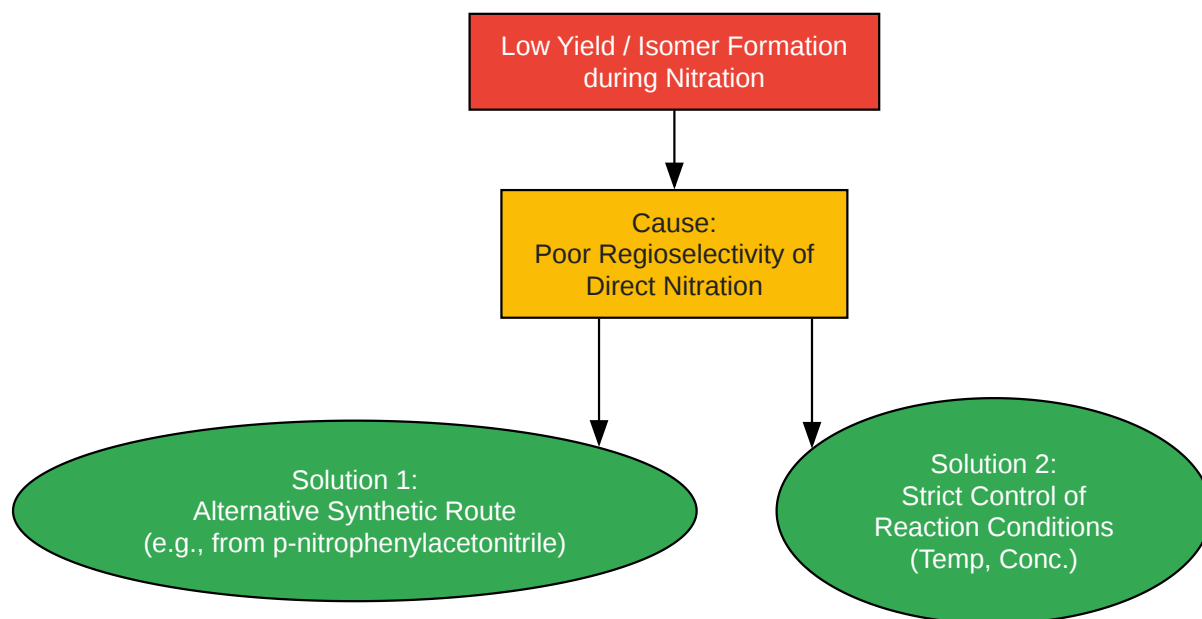 Low Yield / Isomer Formation
during Nitration
Cause:
Poor Regioselectivity of
Direct Nitration
Solution 1:
Alternative Synthetic Route
(e.g., from p-nitrophenylacetonitrile)
Solution 2:
Strict Control of
Reaction Conditions
(Temp, Conc.)